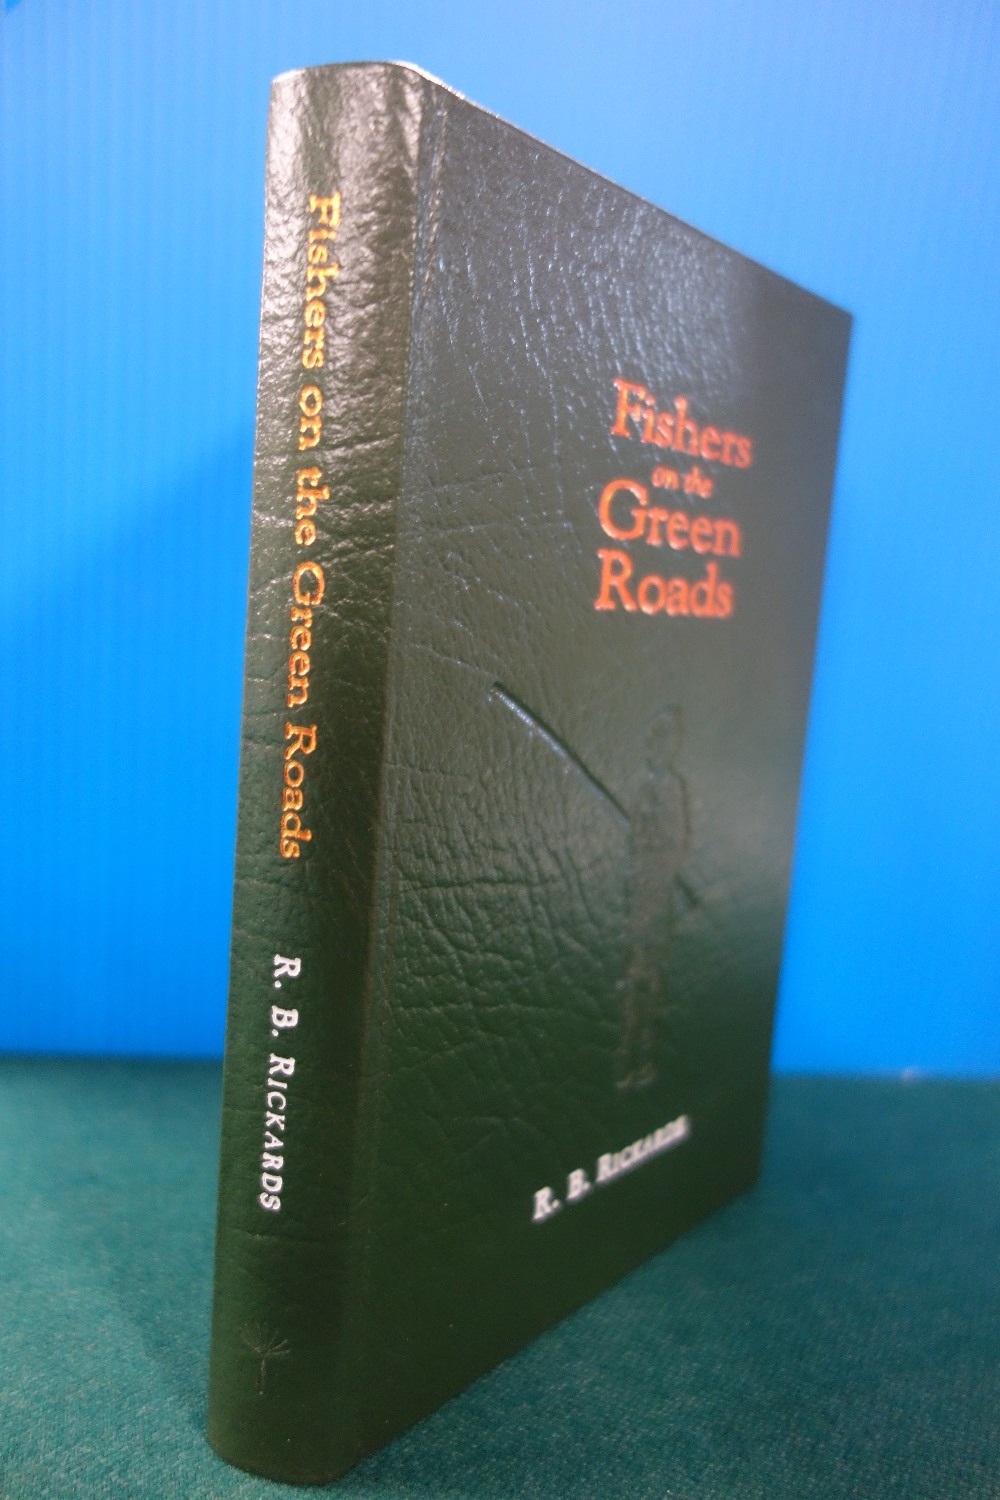 Fishers on the Green Roads
R. B. RICKARDS
Fishers
on the
Green
Roads
R. B. RICKARDS